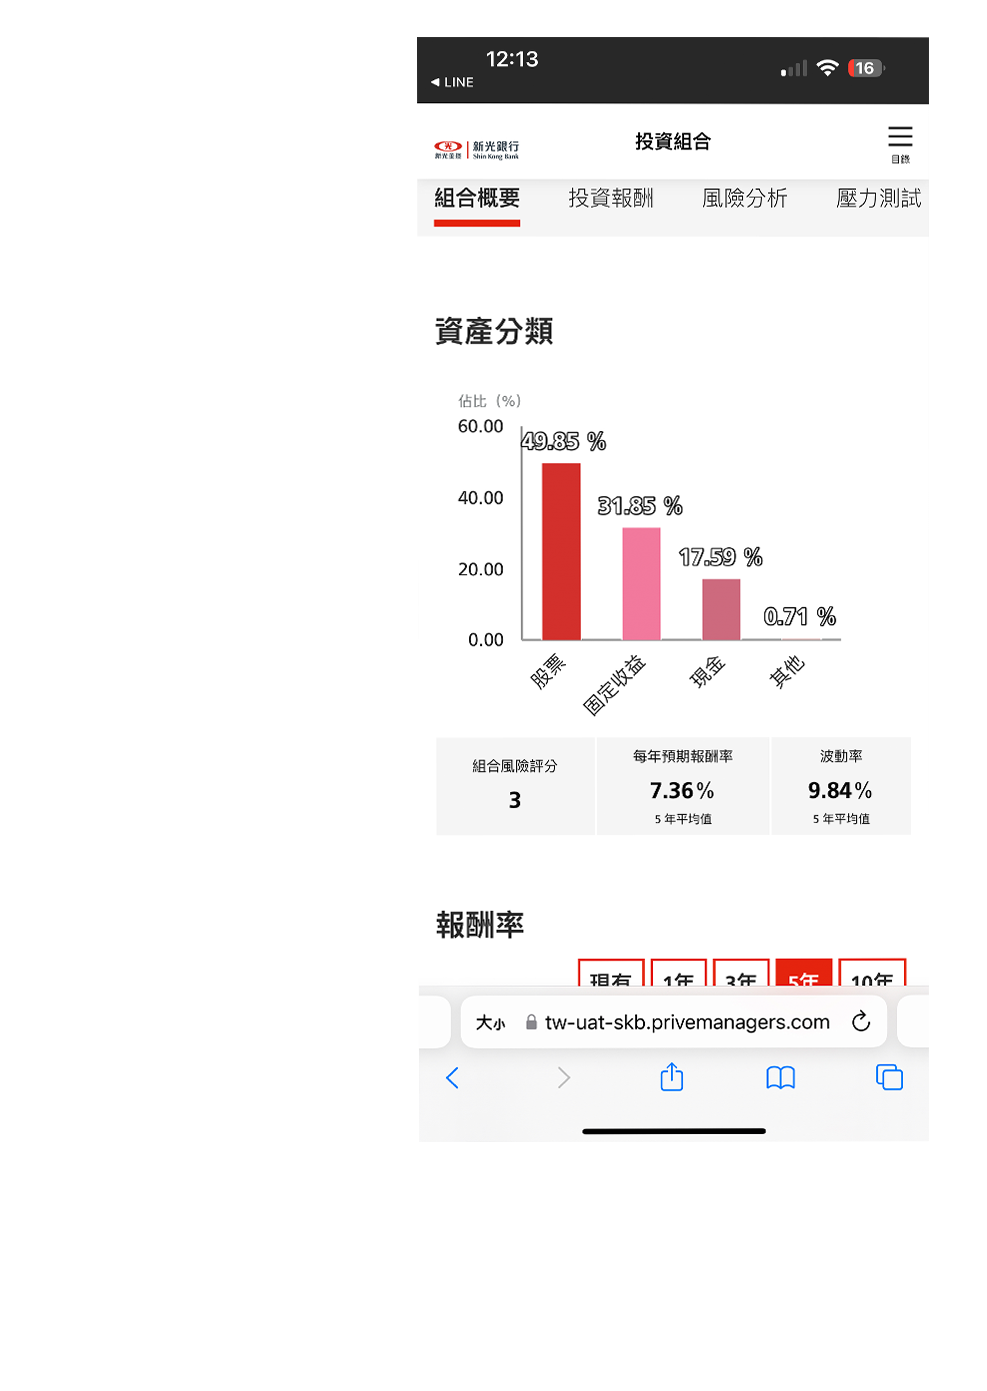 12:13
16
◀ LINE
新光金控 新光銀行
Shin Kong Bank
投資組合
目錄
組合概要 投資報酬 風險分析 壓力測試
資產分類
佔比 (%)
60.00
49.85 %
40.00
31.85 %
20.00
17.59 %
0.71 %
0.00
股票 固定收益 現金 其他
組合風險評分
3
每年預期報酬率
7.36%
5 年平均值
波動率
9.84%
5 年平均值
報酬率
現有 1年 3年 5年 10年
大小 tw-uat-skb.privemanagers.com